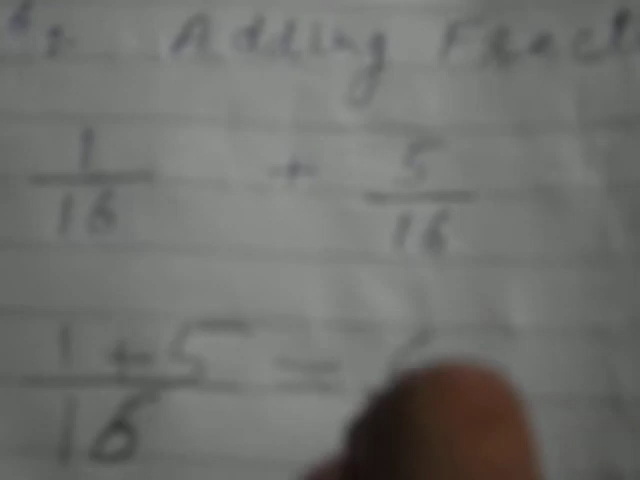 Adding
1/16 + 5/16
1+5/16 =